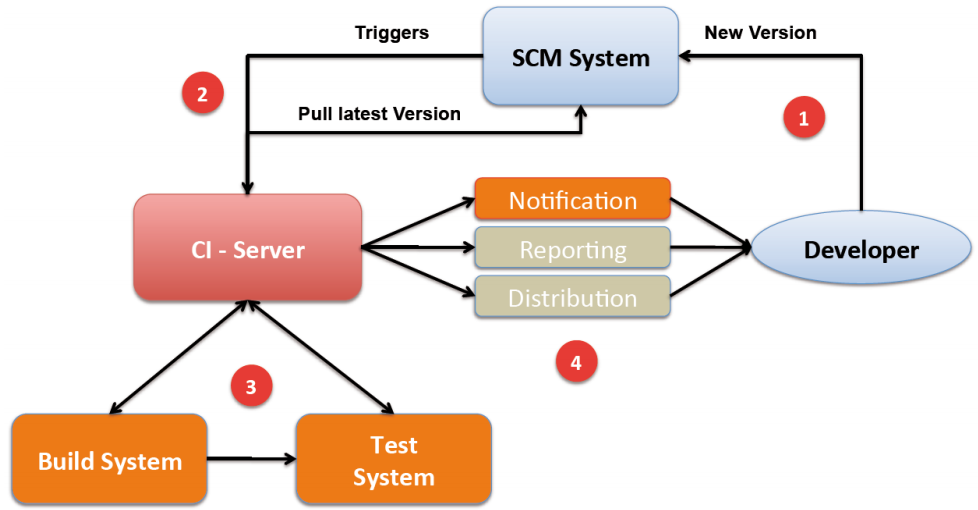 Triggers
SCM System
New Version
2
Pull latest Version
1
Notification
CI - Server
Reporting
Developer
Distribution
4
3
Build System
Test
System